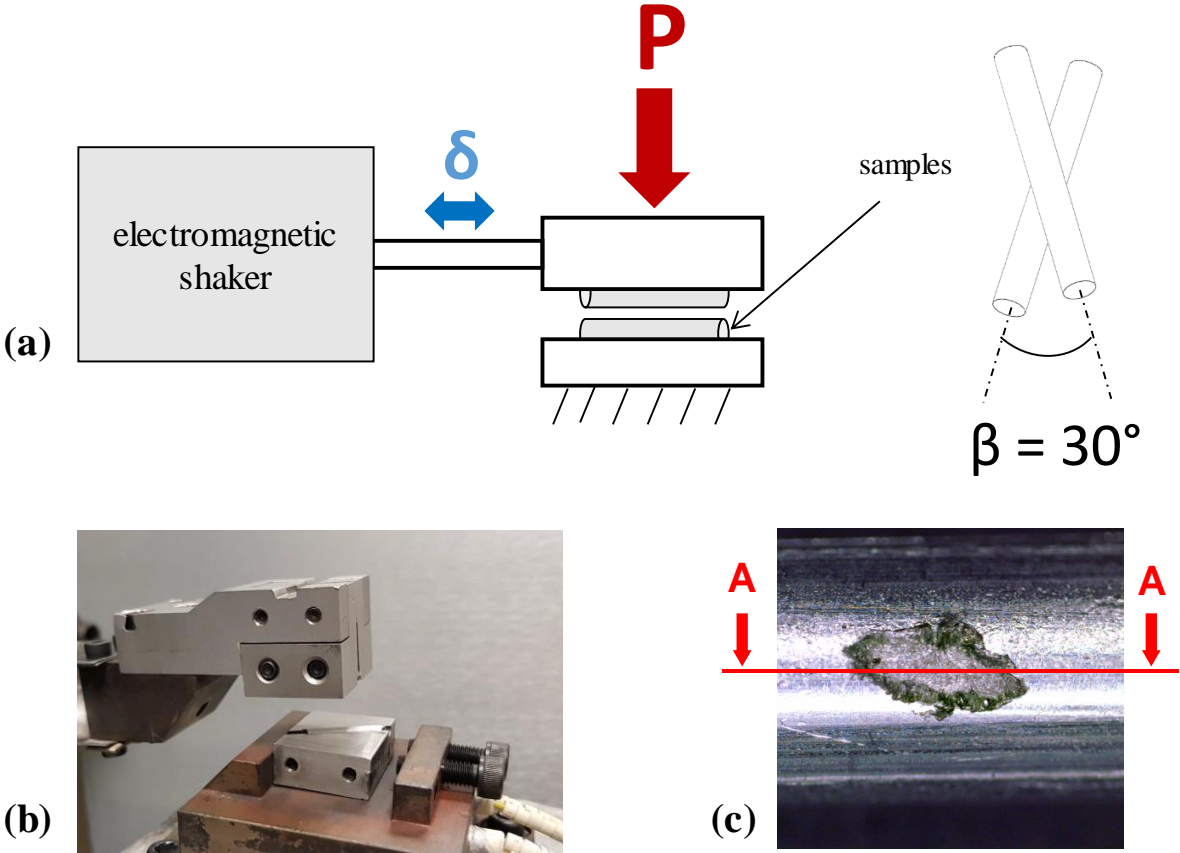 P
δ
samples
electromagnetic
shaker
(a)
β = 30°
A
A
(b)
(c)